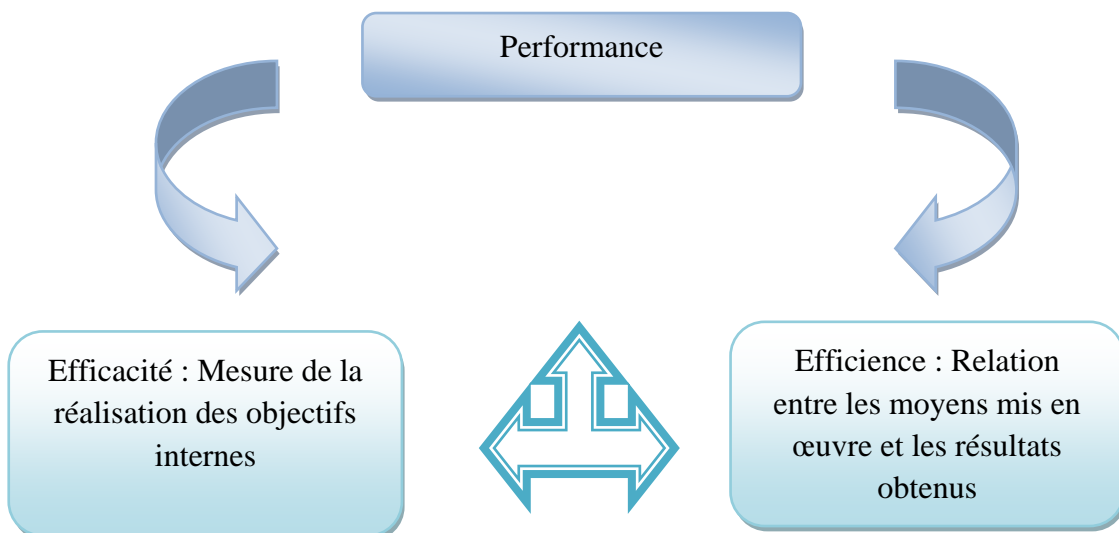 Performance
Efficacité : Mesure de la
réalisation des objectifs
internes
Efficience : Relation
entre les moyens mis en
œuvre et les résultats
obtenus